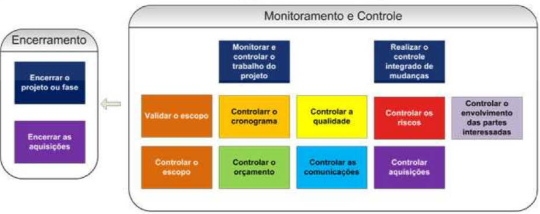 Monitoramento e Controle
Encerramento
Monitorar e
controlar o
trabalho do
projeto
Realizar o
controle
integrado de
mudanças
Encerrar o
projeto ou fase
Validar o escopo
Controlarr o
cronograma
Controlar a
qualidade
Controlar os
riscos
Controlar o
envolvimento
das partes
interessadas
Encerrar as
aquisições
Controlar o
escopo
Controlar o
orçamento
Controlar as
comunicações
Controlar
aquisições